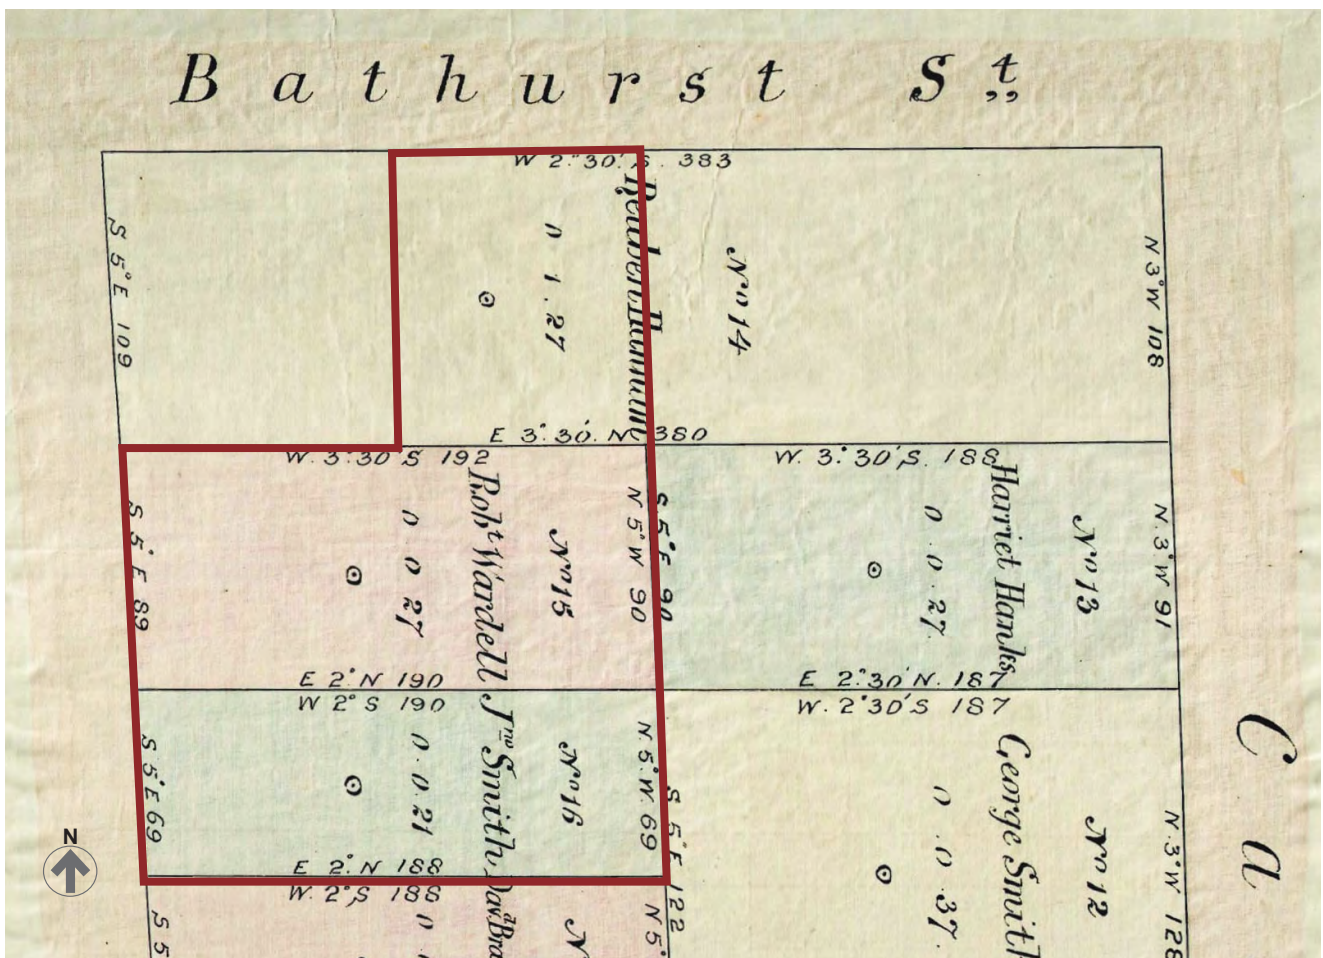 Bathurst St,,
W 2°30' S. 383
S 5°E 109
0 1 . 27
Reuben Hannam
Nº 14
N 3°W 108
E 3°.30'. N 380
W. 3°30' S 192
W. 3°30' S. 188
S 5° E 89
0 0 27
Robt Wardell
Nº 15
N 5°W 90
S 5° E 90
0 0 . 27
Harriet Hanks
Nº 13
N. 3° W 91
E 2° N 190
E 2°30' N. 187
W 2° S 190
W. 2°30' S 187
S 5° E 69
0 . 0 21
Jno Smith
Nº 16
N 5° W. 69
S 5° E 122
0 0 37.
George Smith
Nº 12
N 3° W 128
C a
N
E 2°. N 188
W. 2° S 188
S 5
N
N 5°